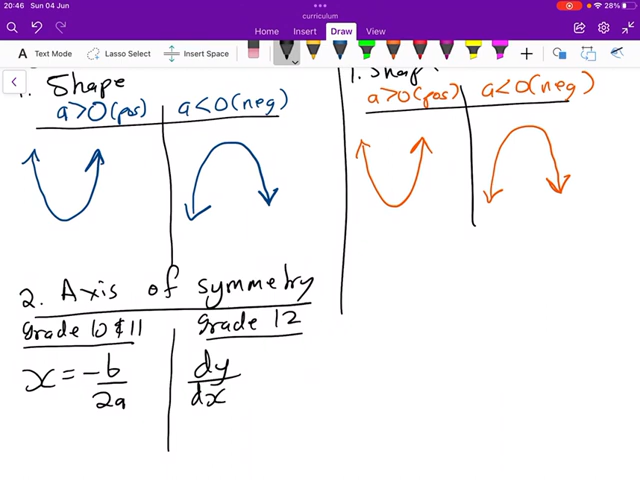 20:46 Sun 04 Jun
28%
curriculum
Home Insert Draw View
Text Mode Lasso Select Insert Space
1. Shape
a>0(pos) a<0(neg)
2. Axis of symmetry
Grade 10 & 11 Grade 12
x = -b/2a dy/dx
1. Shap
a>0(pos) a<0(neg)